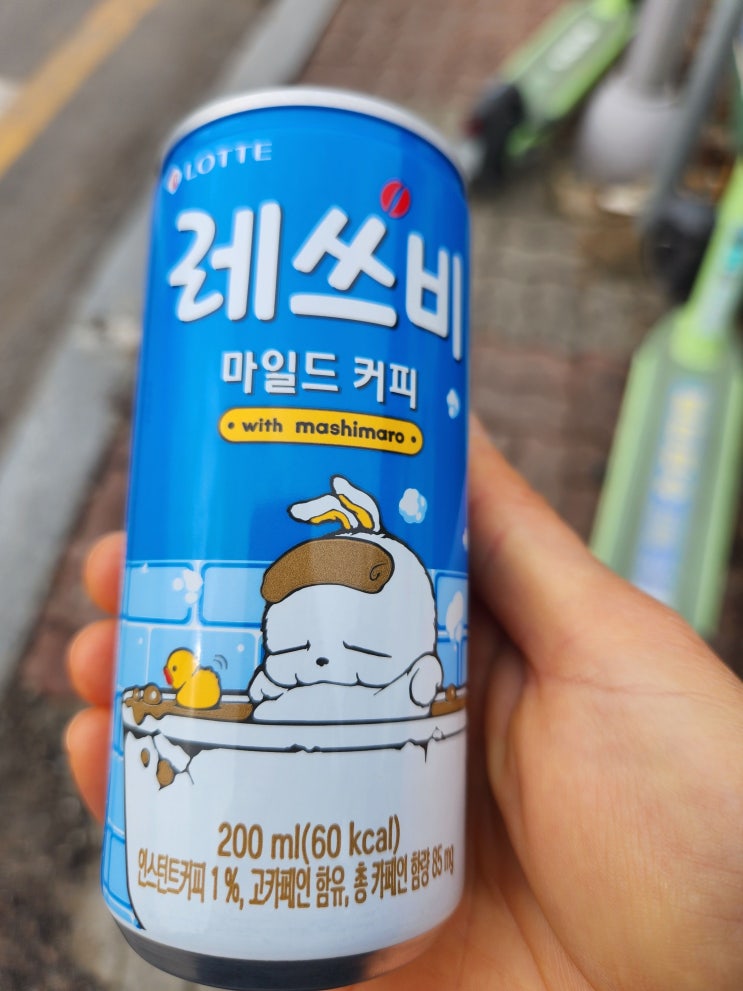 LOTTE
레쓰비
마일드 커피
• with mashimaro •
200 ml(60 kcal)
인스턴트커피 1 %, 고카페인 함유, 총 카페인 함량 85 mg